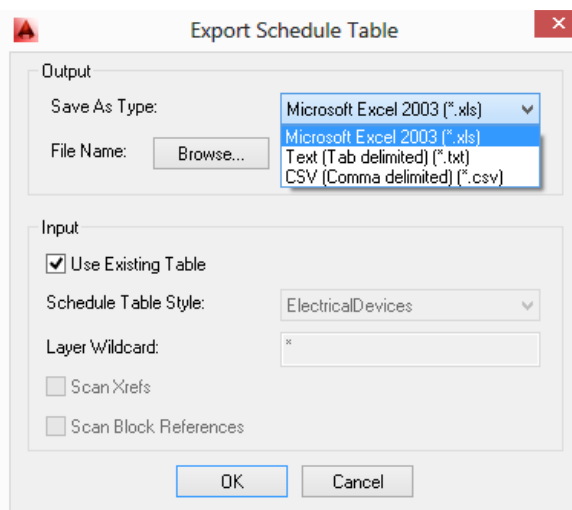 Export Schedule Table
Output
Save As Type:
Microsoft Excel 2003 (*.xls)
Microsoft Excel 2003 (*.xls)
File Name:
Browse...
Text (Tab delimited) (*.txt)
CSV (Comma delimited) (*.csv)
Input
Use Existing Table
Schedule Table Style:
ElectricalDevices
Layer Wildcard:
*
Scan Xrefs
Scan Block References
OK
Cancel